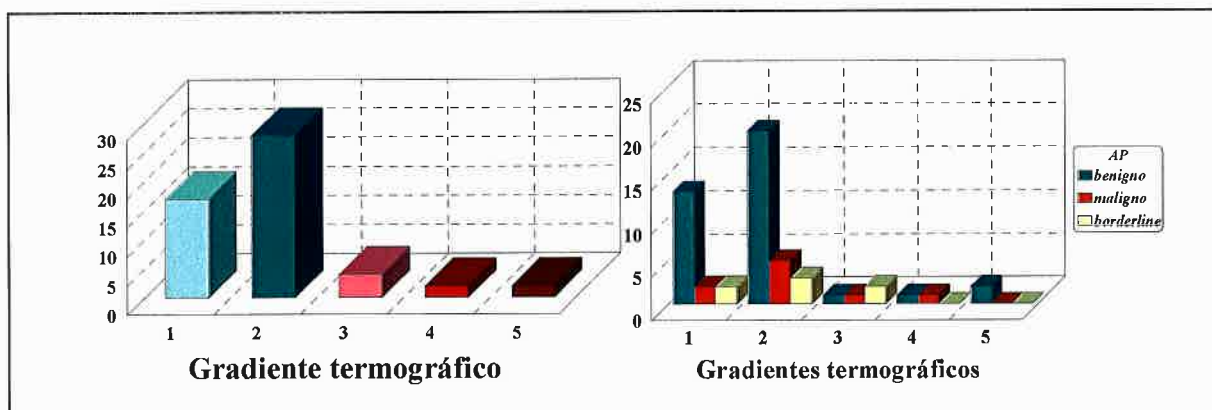 30
25
20
15
10
5
0
1 2 3 4 5
Gradiente termográfico
25
20
15
10
5
0
1 2 3 4 5
Gradientes termográficos
AP
benigno
maligno
borderline